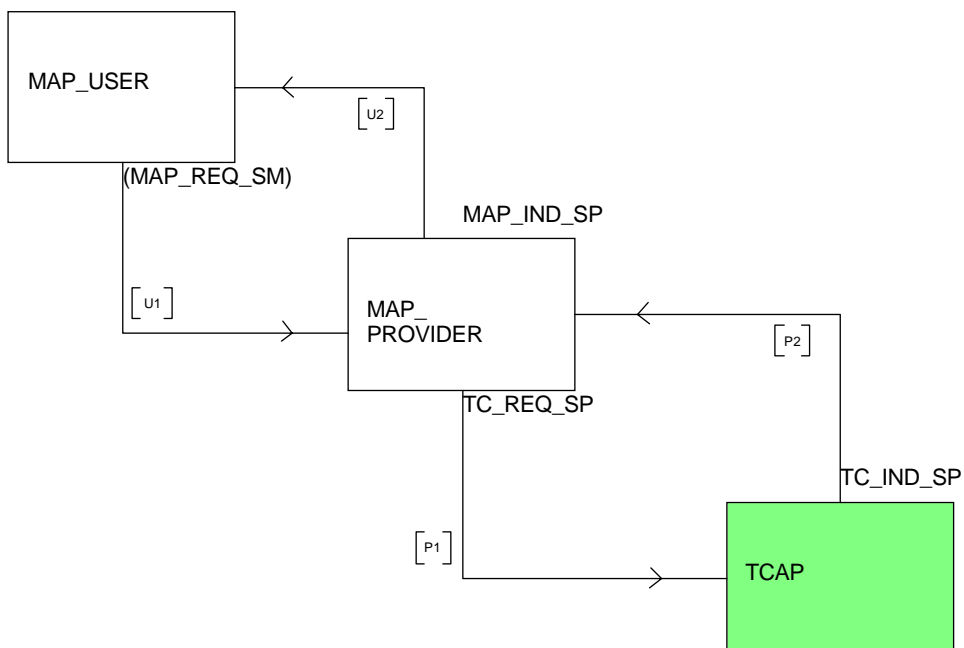 MAP_USER
[U2]
(MAP_REQ_SM)
MAP_IND_SP
[U1]
MAP_
PROVIDER
[P2]
TC_REQ_SP
TC_IND_SP
[P1]
TCAP